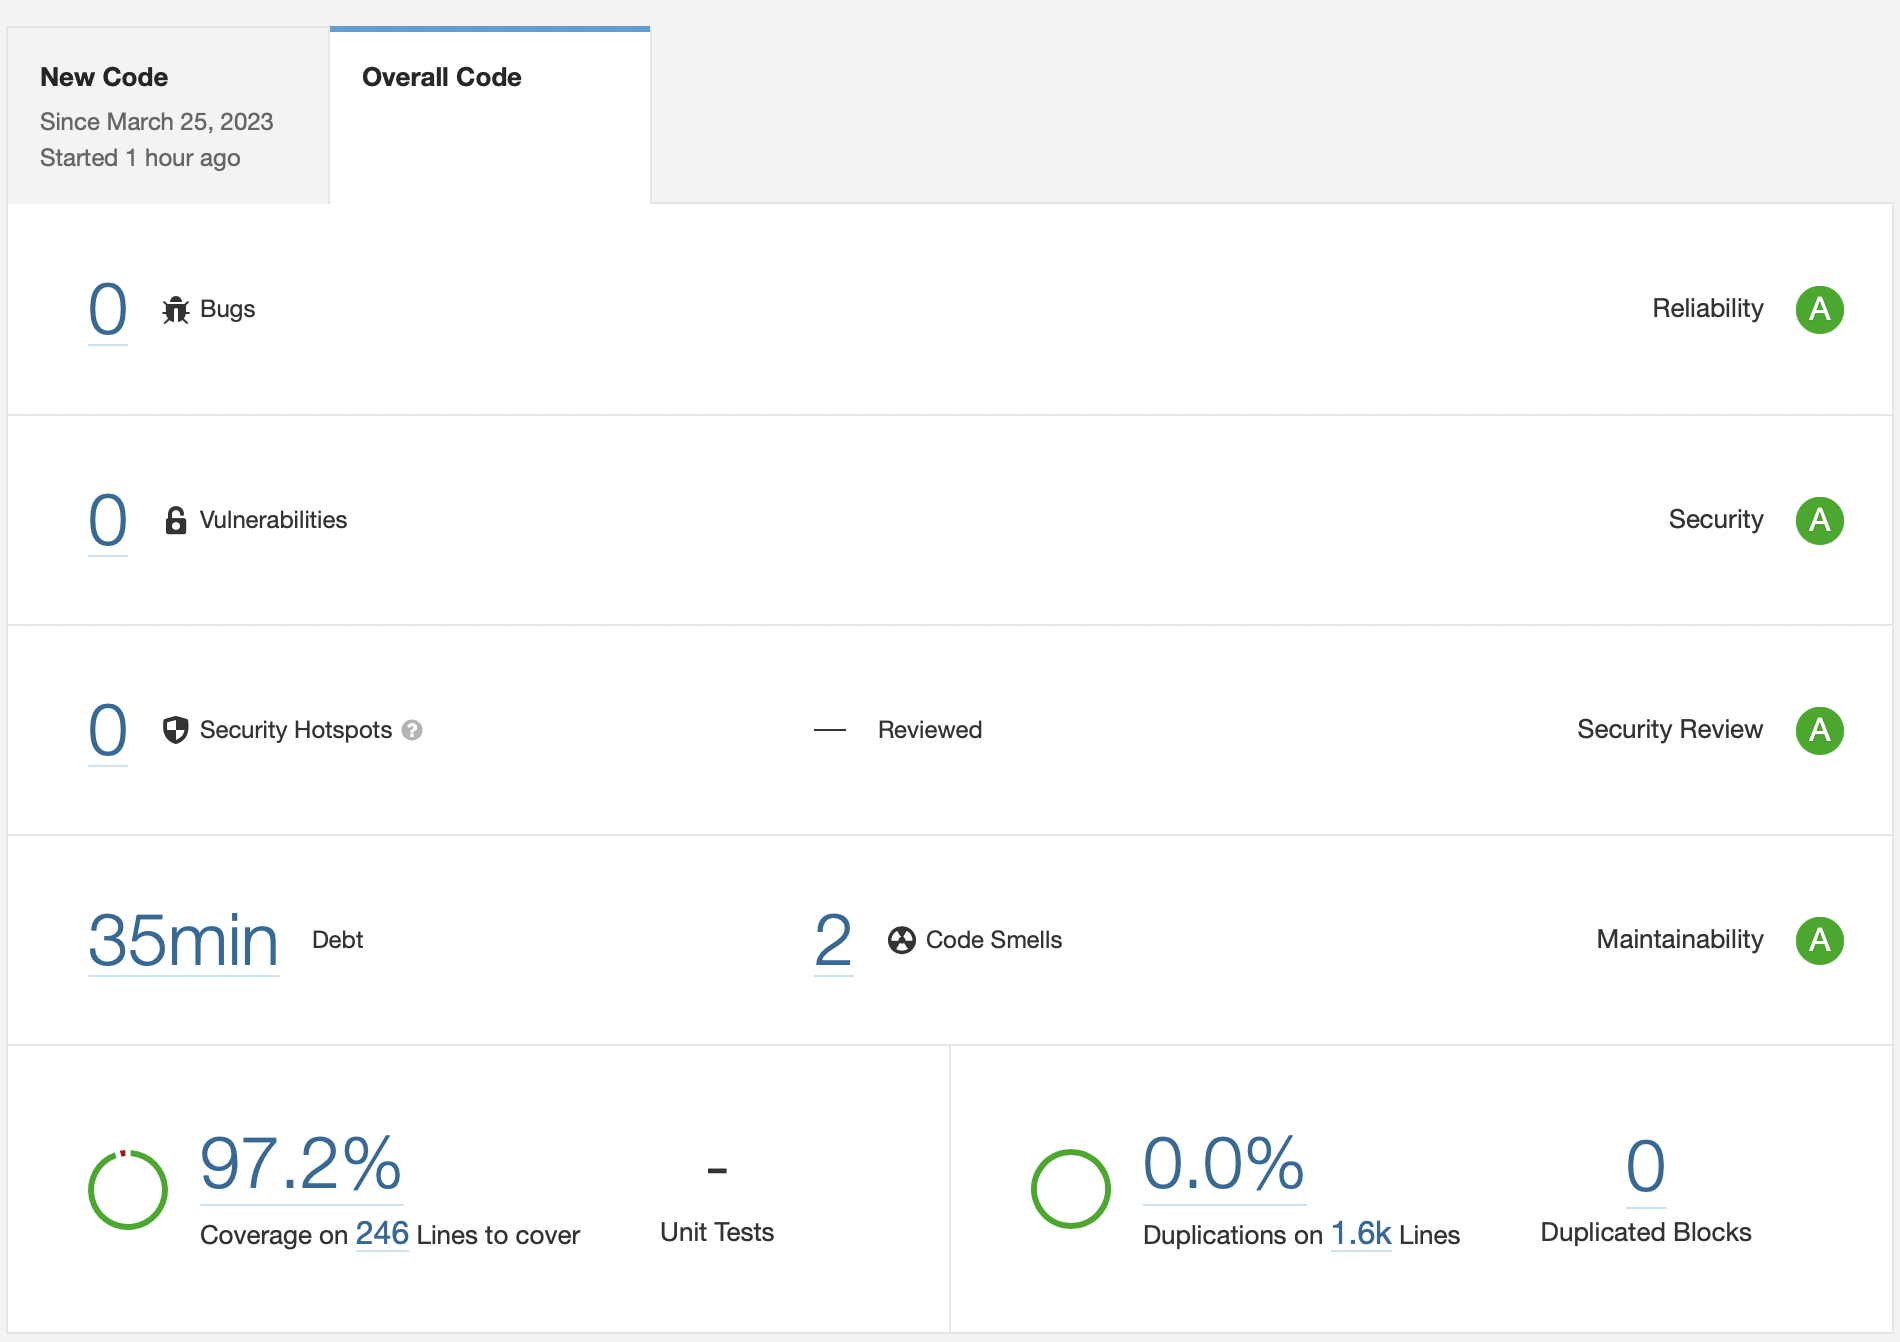 New Code
Since March 25, 2023
Started 1 hour ago
Overall Code
0 Bugs
Reliability A
0 Vulnerabilities
Security A
0 Security Hotspots ?
— Reviewed
Security Review A
35min Debt
2 Code Smells
Maintainability A
97.2%
Coverage on 246 Lines to cover
-
Unit Tests
0.0%
Duplications on 1.6k Lines
0
Duplicated Blocks